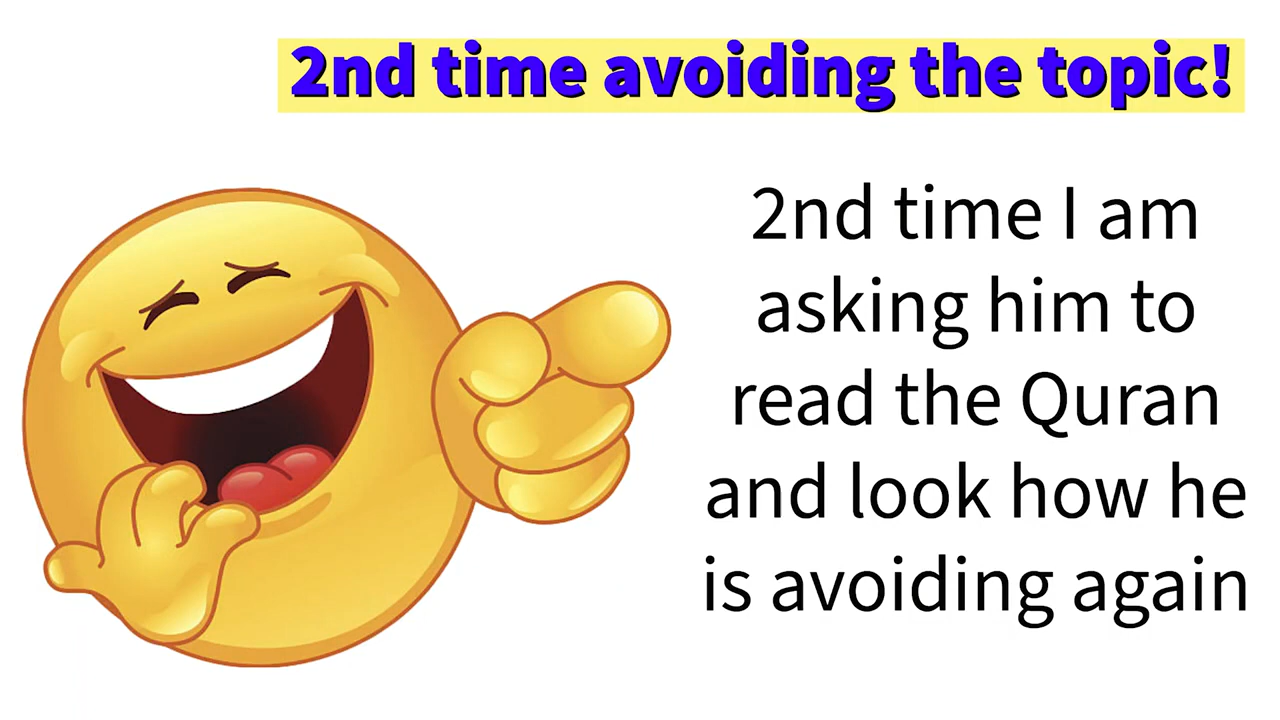 2nd time avoiding the topic!
2nd time I am
asking him to
read the Quran
and look how he
is avoiding again